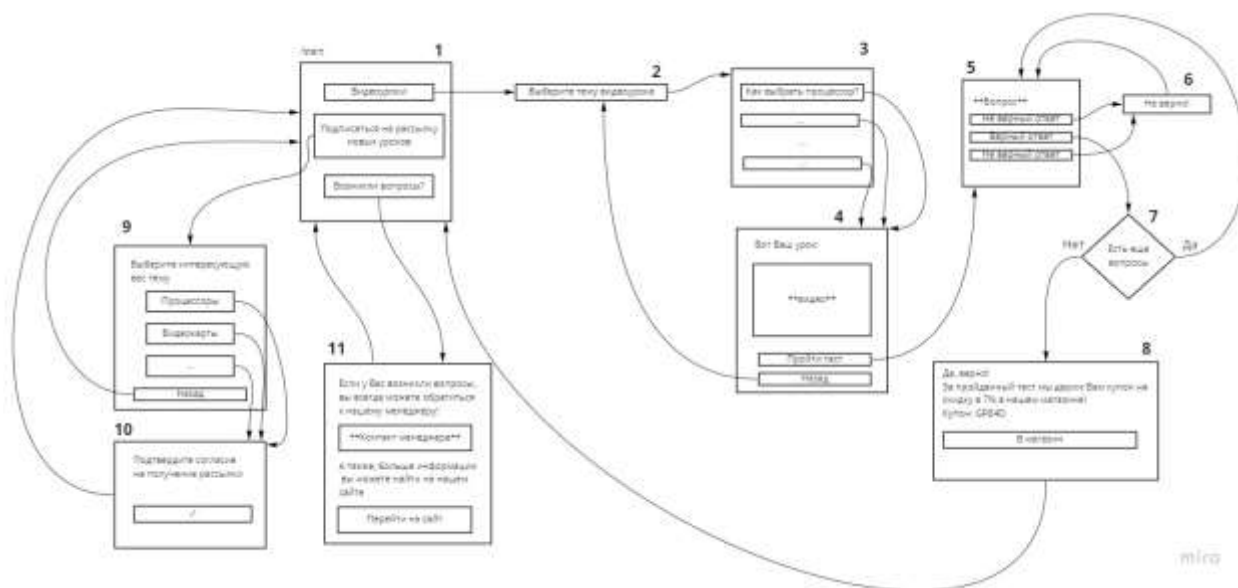 /start
1
Видеоуроки
Подписаться на рассылку
новых уроков
Возникли вопросы?
2
Выберите тему видеоурока
3
Как выбрать процессор?
...
...
...
4
Вот Ваш урок:
**видео**
Пройти тест
Назад
5
**Вопрос**
Не верный ответ
Верный ответ
Не верный ответ
6
Не верно!
7
Нет
Есть еще
вопросы
Да
8
Да, верно!
За пройденный тест мы дарим Вам купон на
скидку в 7% в нашем магазине!
Купон:
В магазин
9
Выберите интересующую
вас тему
Процессоры
Видеокарты
...
Назад
10
Подтвердите согласие
на получение рассылки
✓
11
Если у Вас возникли вопросы,
вы всегда можете обратиться
к нашему менеджеру!
**Контакт менеджера**
А также, больше информации
вы можете найти на нашем
сайте
Перейти на сайт
miro